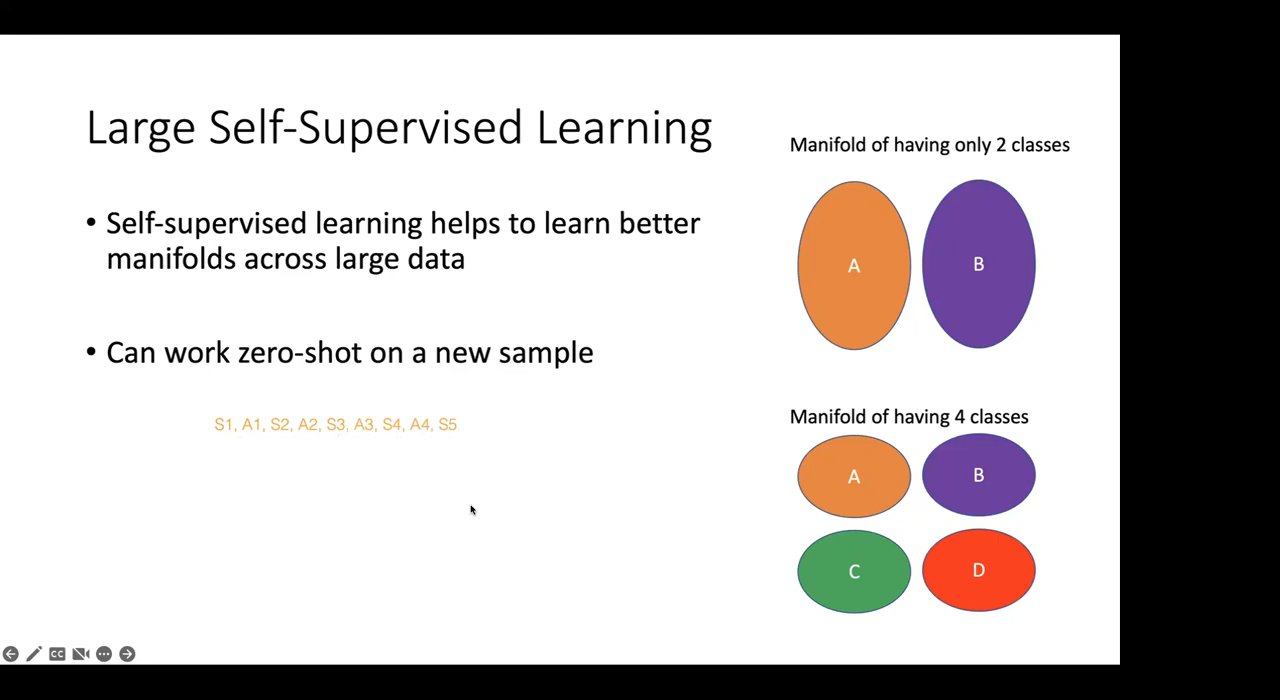 Large Self-Supervised Learning
• Self-supervised learning helps to learn better
manifolds across large data
• Can work zero-shot on a new sample
S1, A1, S2, A2, S3, A3, S4, A4, S5
Manifold of having only 2 classes
A
B
Manifold of having 4 classes
A
B
C
D
CC